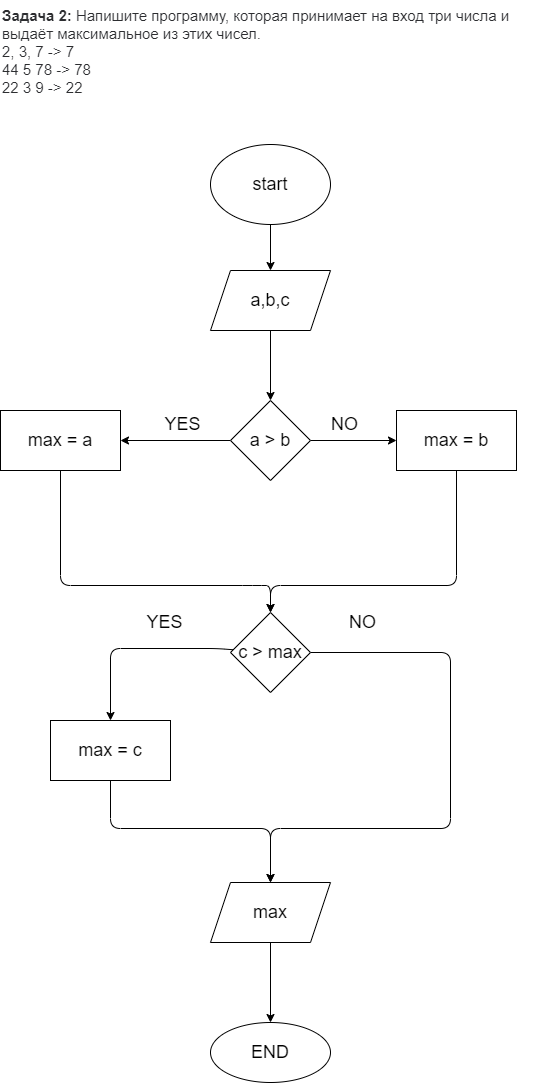 Задача 2: Напишите программу, которая принимает на вход три числа и
выдаёт максимальное из этих чисел.
2, 3, 7 -> 7
44 5 78 -> 78
22 3 9 -> 22
start
a,b,c
YES
NO
max = a
a > b
max = b
YES
NO
c > max
max = c
max
END